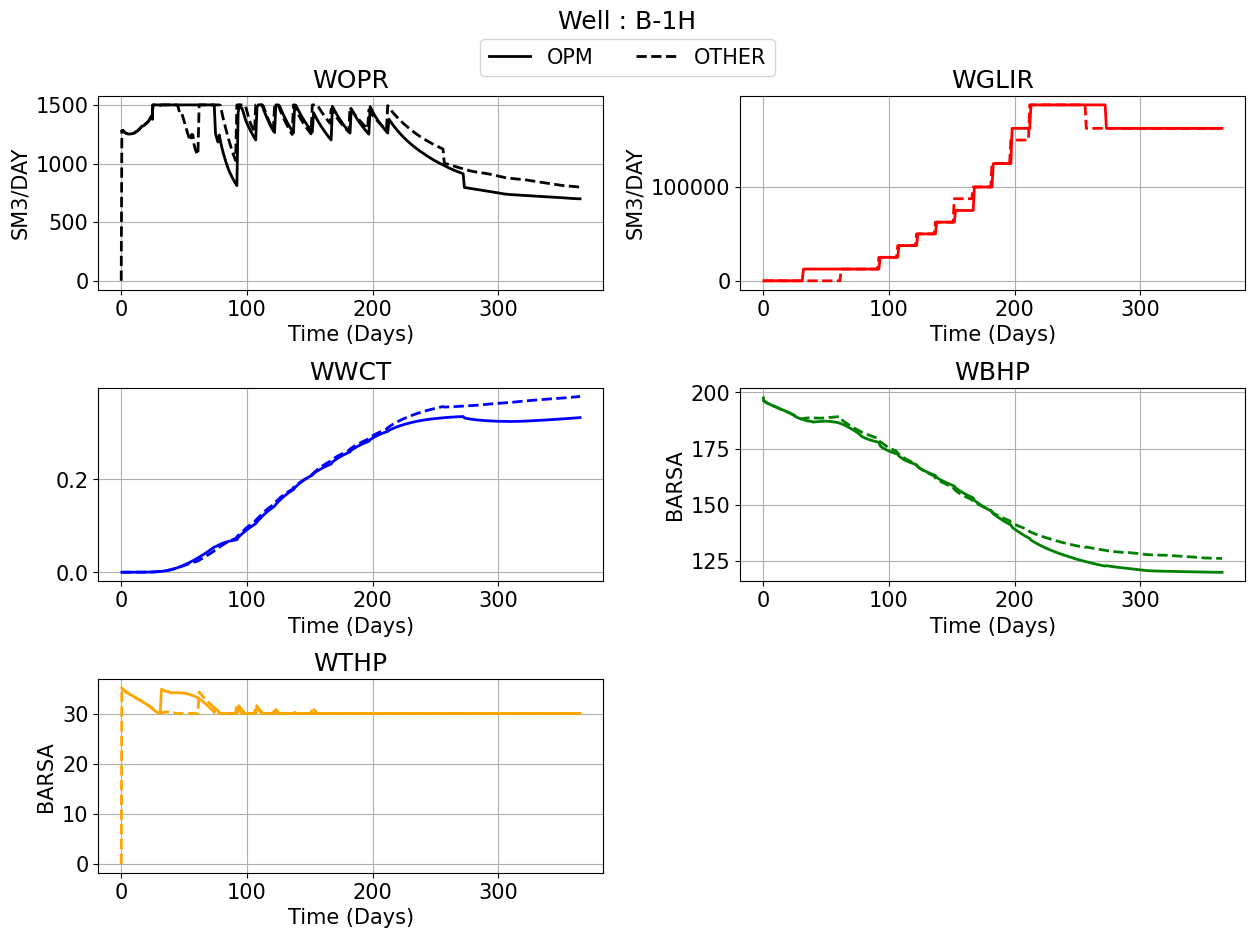 Well : B-1H
OPM OTHER
WOPR
1500
1000
500
0
SM3/DAY
0 100 200 300
Time (Days)
WGLIR
100000
0
SM3/DAY
0 100 200 300
Time (Days)
WWCT
0.2
0.0
0 100 200 300
Time (Days)
WBHP
200
175
150
125
BARSA
0 100 200 300
Time (Days)
WTHP
30
20
10
0
BARSA
0 100 200 300
Time (Days)